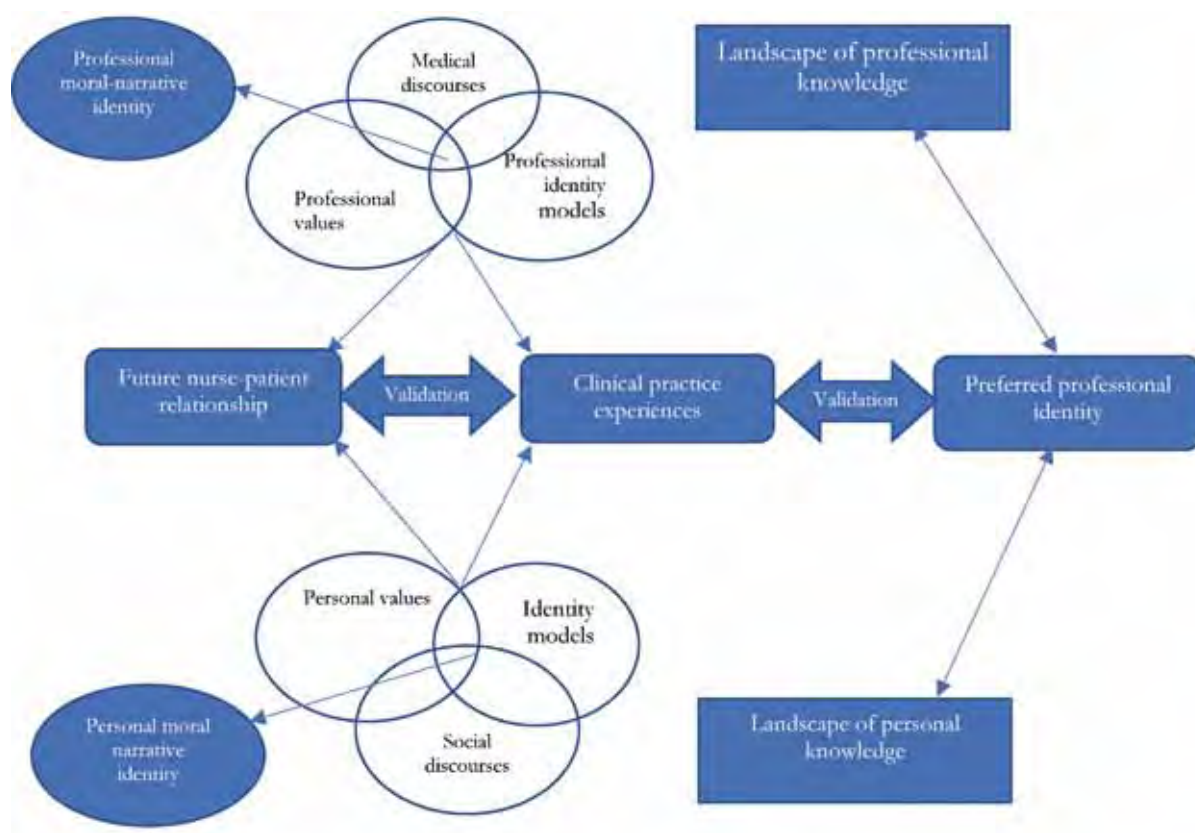 Professional
moral-narrative
identity
Medical
discourses
Professional
values
Professional
identity
models
Landscape of professional
knowledge
Future nurse-patient
relationship
Validation
Clinical practice
experiences
Validation
Preferred professional
identity
Personal values
Identity
models
Social
discourses
Personal moral
narrative
identity
Landscape of personal
knowledge